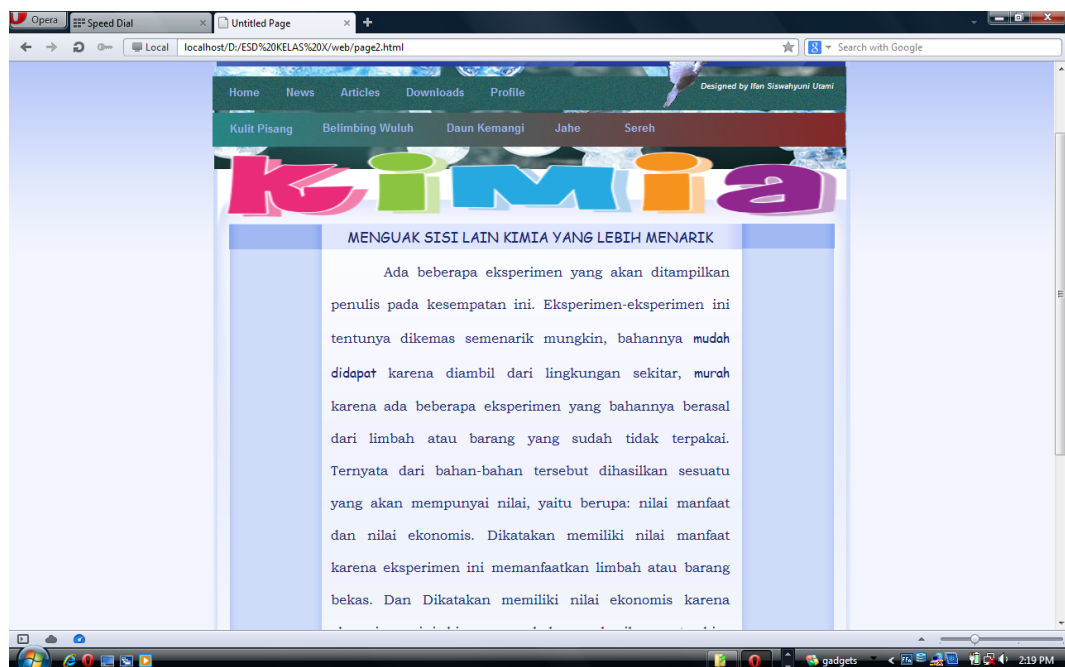 Opera
Speed Dial
Untitled Page
Local
localhost/D:/ESD%20KELAS%20X/web/page2.html
Search with Google
Home News Articles Downloads Profile
Designed by Ifan Siswahyuni Utami
Kulit Pisang Belimbing Wuluh Daun Kemangi Jahe Sereh
Kimia
MENGUAK SISI LAIN KIMIA YANG LEBIH MENARIK
Ada beberapa eksperimen yang akan ditampilkan
penulis pada kesempatan ini. Eksperimen-eksperimen ini
tentunya dikemas semenarik mungkin, bahannya mudah
didapat karena diambil dari lingkungan sekitar, murah
karena ada beberapa eksperimen yang bahannya berasal
dari limbah atau barang yang sudah tidak terpakai.
Ternyata dari bahan-bahan tersebut dihasilkan sesuatu
yang akan mempunyai nilai, yaitu berupa: nilai manfaat
dan nilai ekonomis. Dikatakan memiliki nilai manfaat
karena eksperimen ini memanfaatkan limbah atau barang
bekas. Dan Dikatakan memiliki nilai ekonomis karena
gadgets
2:19 PM